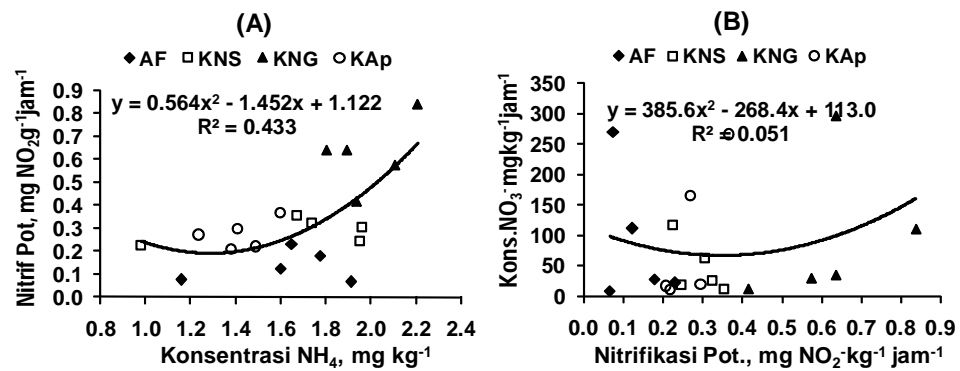 (A)
AF KNS KNG KAp
Nitrif Pot, mg NO₂g⁻¹jam⁻¹
0.9
0.8
0.7
0.6
0.5
0.4
0.3
0.2
0.1
0.0
y = 0.564x² - 1.452x + 1.122
R² = 0.433
0.8 1.0 1.2 1.4 1.6 1.8 2.0 2.2 2.4
Konsentrasi NH₄, mg kg⁻¹
(B)
AF KNS KNG KAp
Kons.NO₃⁻mgkg⁻¹jam⁻¹
350
300
250
200
150
100
50
0
y = 385.6x² - 268.4x + 113.0
R² = 0.051
0.0 0.1 0.2 0.3 0.4 0.5 0.6 0.7 0.8 0.9
Nitrifikasi Pot., mg NO₂⁻kg⁻¹ jam⁻¹